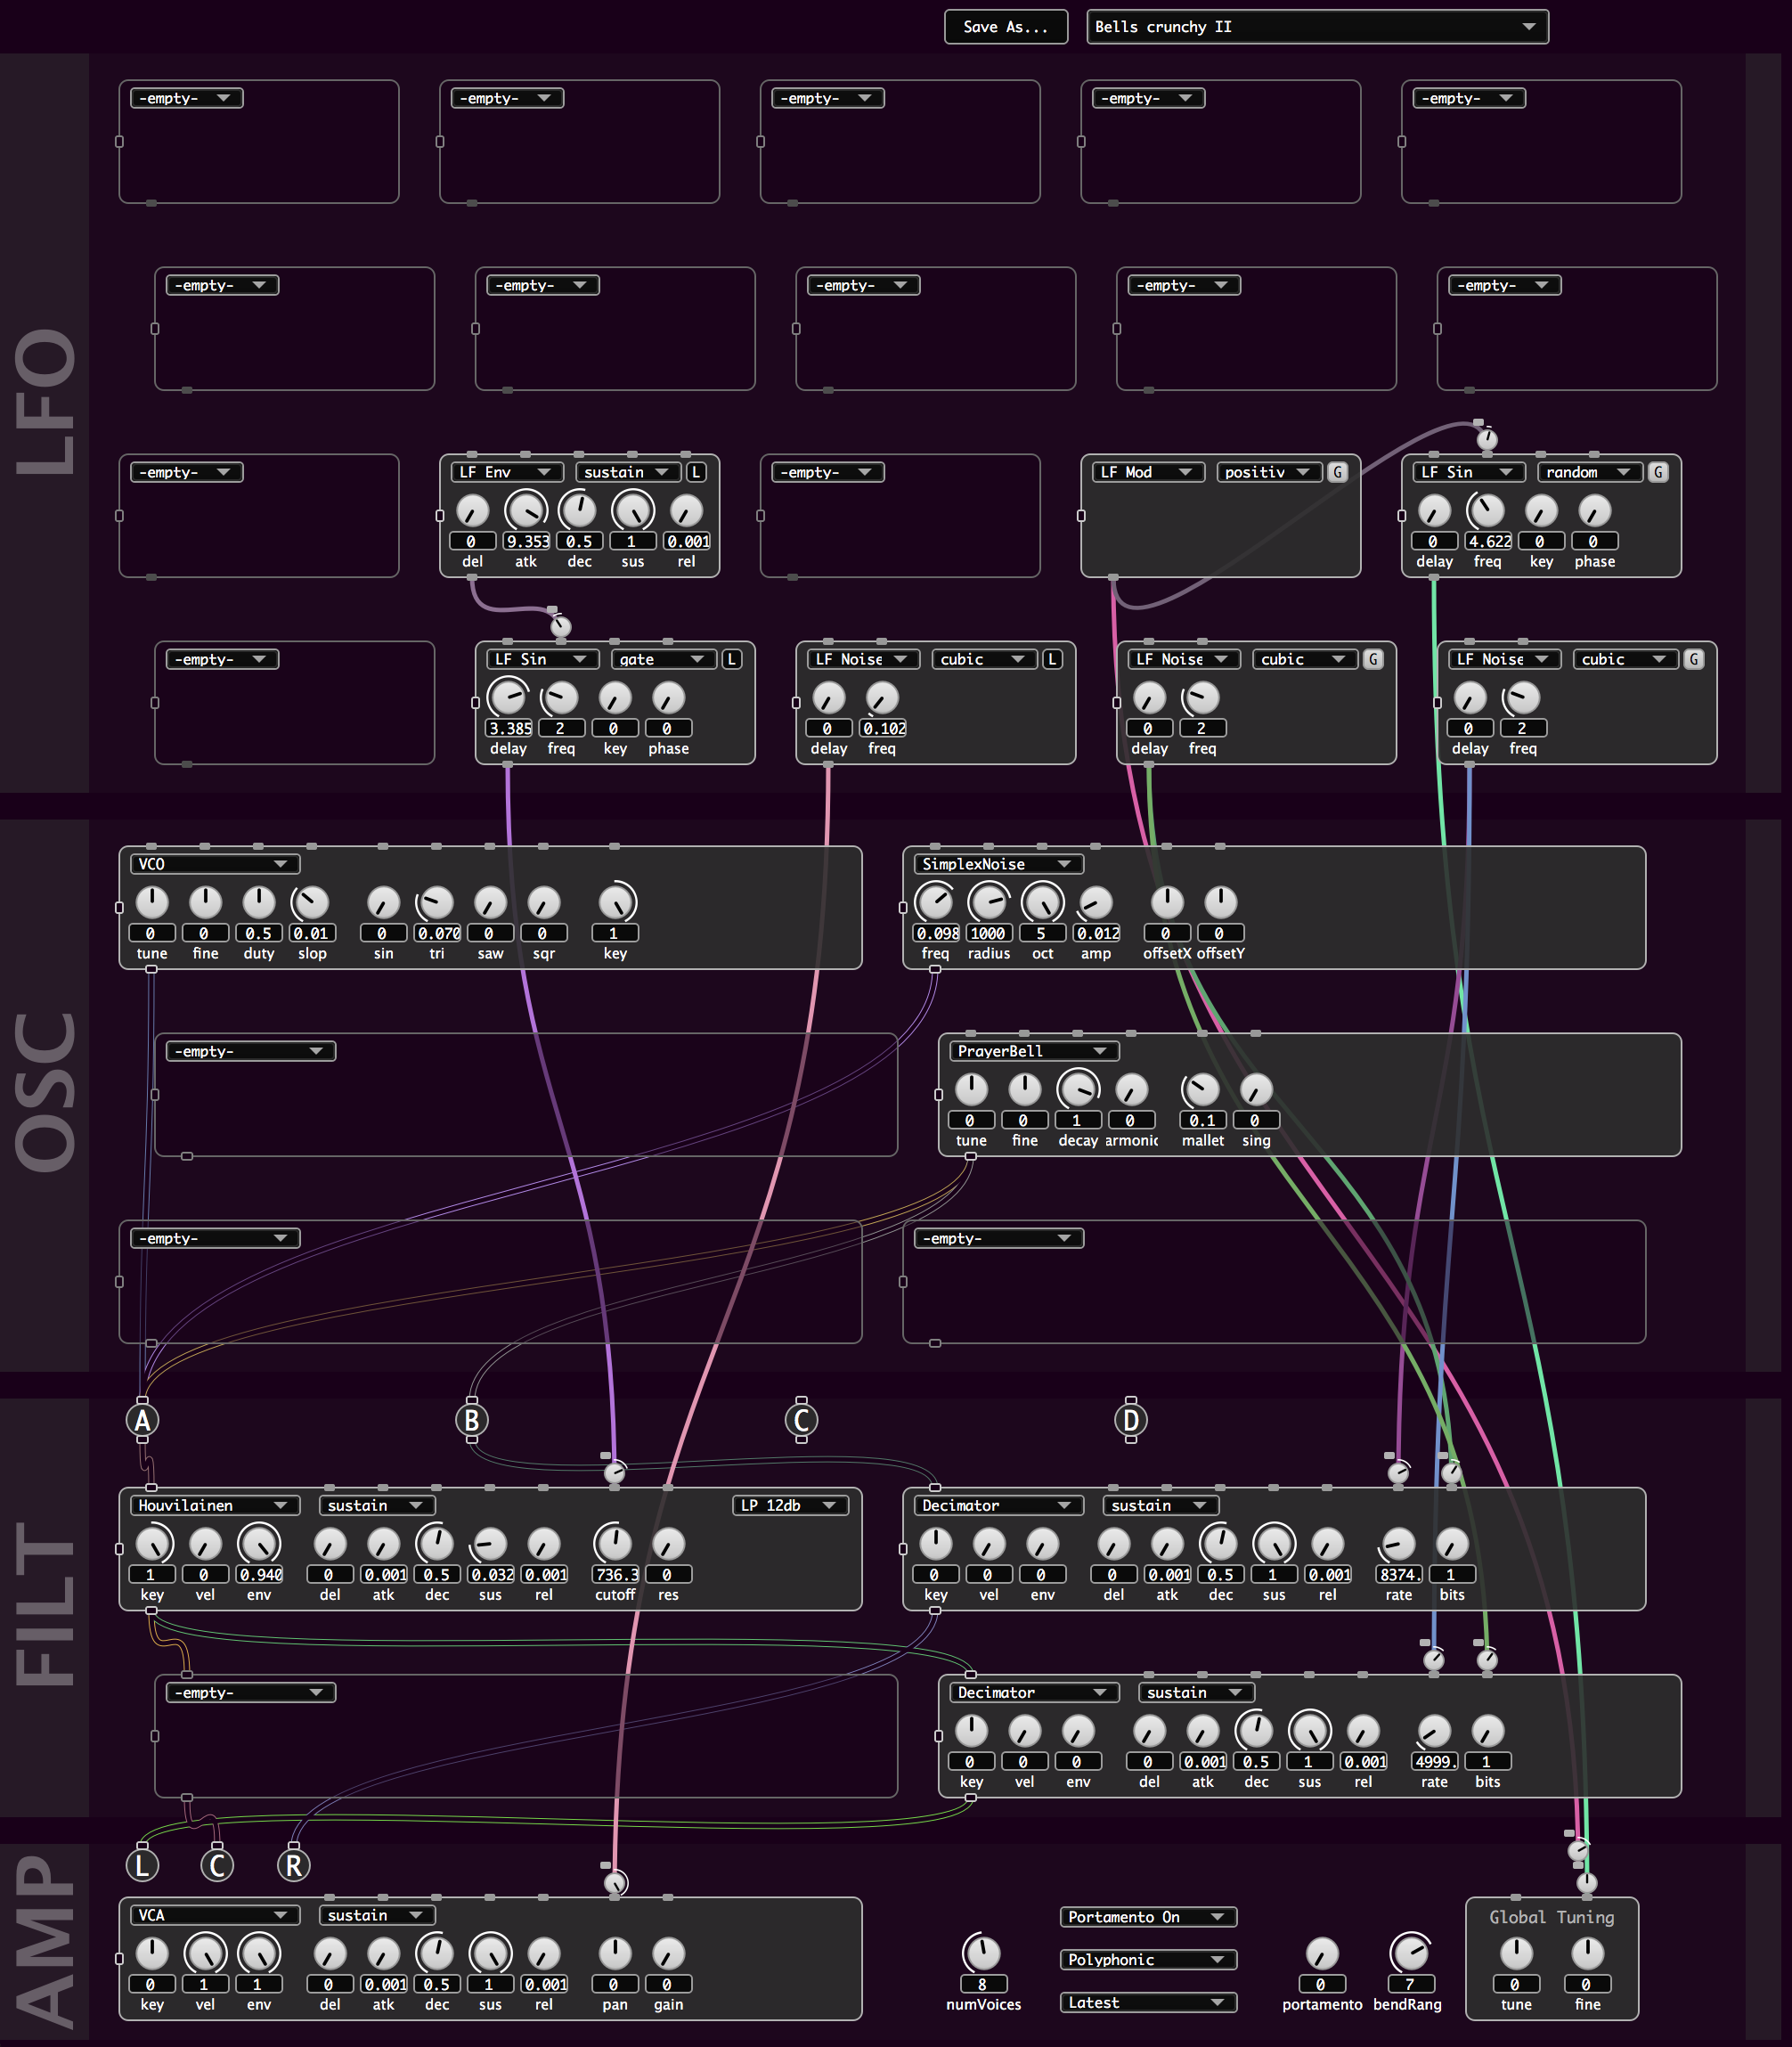 Save As... Bells crunchy II
LFO
-empty- -empty- -empty- -empty- -empty-
-empty- -empty- -empty- -empty- -empty-
-empty- LF Env sustain L -empty- LF Mod positiv G LF Sin random G
0 9.353 0.5 1 0.001 0 4.622 0 0
del atk dec sus rel delay freq key phase
-empty- LF Sin gate L LF Noise cubic L LF Noise cubic G LF Noise cubic G
3.385 2 0 0 0 0.102 0 2 0 2
delay freq key phase delay freq delay freq delay freq
OSC
VCO SimplexNoise
0 0 0.5 0.01 0 0.070 0 0 1 0.098 1000 5 0.012 0 0
tune fine duty slop sin tri saw sqr key freq radius oct amp offsetX offsetY
-empty- PrayerBell
0 0 1 0 0.1 0
tune fine decay armonic mallet sing
-empty- -empty-
FILT
A B C D
Houvilainen sustain LP 12db Decimator sustain
1 0 0.940 0 0.001 0.5 0.032 0.001 736.3 0 0 0 0 0 0.001 0.5 1 0.001 8374. 1
key vel env del atk dec sus rel cutoff res key vel env del atk dec sus rel rate bits
-empty- Decimator sustain
0 0 0 0 0.001 0.5 1 0.001 4999. 1
key vel env del atk dec sus rel rate bits
AMP
L C R
VCA sustain Portamento On Global Tuning
Polyphonic
0 1 1 0 0.001 0.5 1 0.001 0 0 8 0 7 0 0
key vel env del atk dec sus rel pan gain numVoices Latest portamento bendRang tune fine